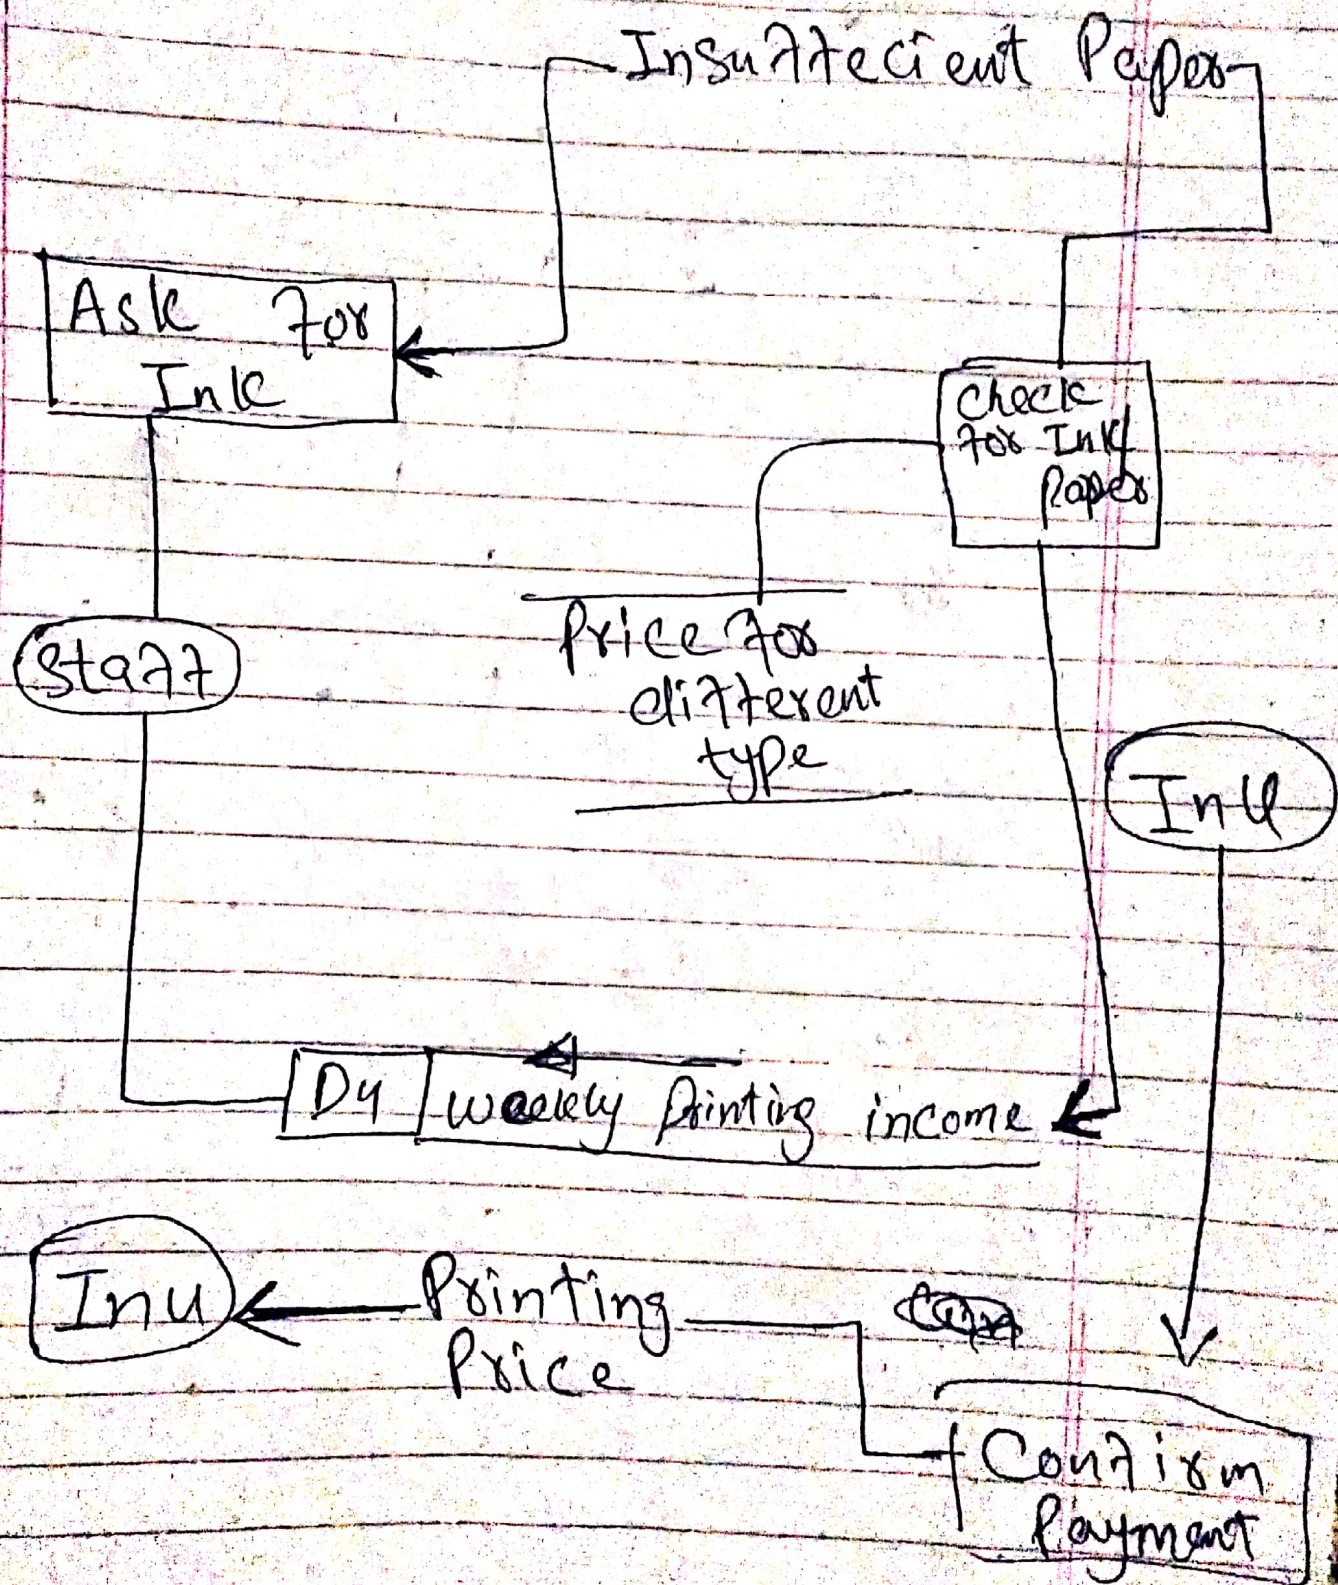 Insuffecient Paper
Ask for
Ink
Check
for Ink/
Paper
Price for
different
type
Staff
InU
D4 weekly Printing income
Inu
Printing
Price
Confirm
Payment